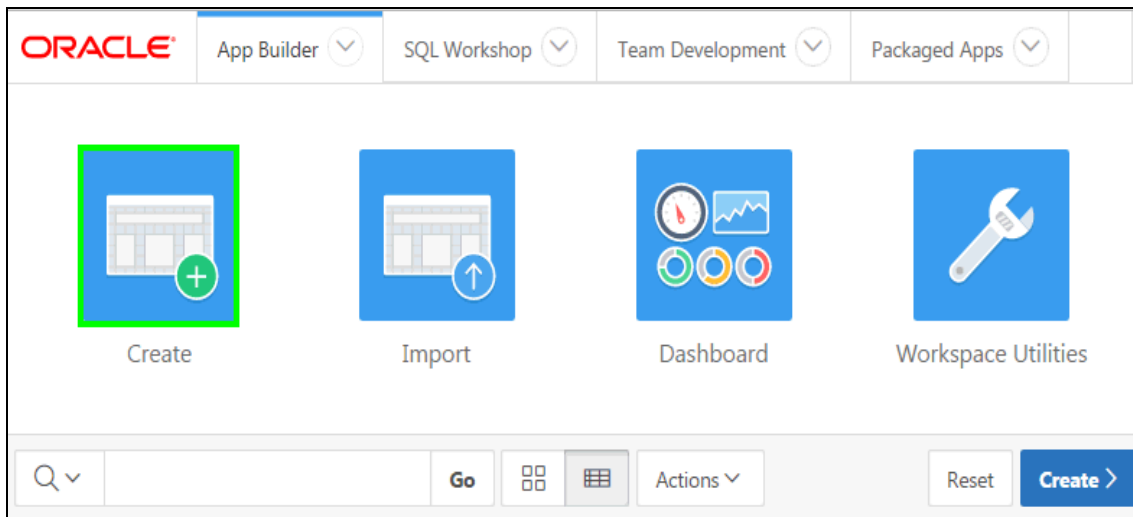 ORACLE App Builder SQL Workshop Team Development Packaged Apps
Create Import Dashboard Workspace Utilities
Go Actions Reset Create